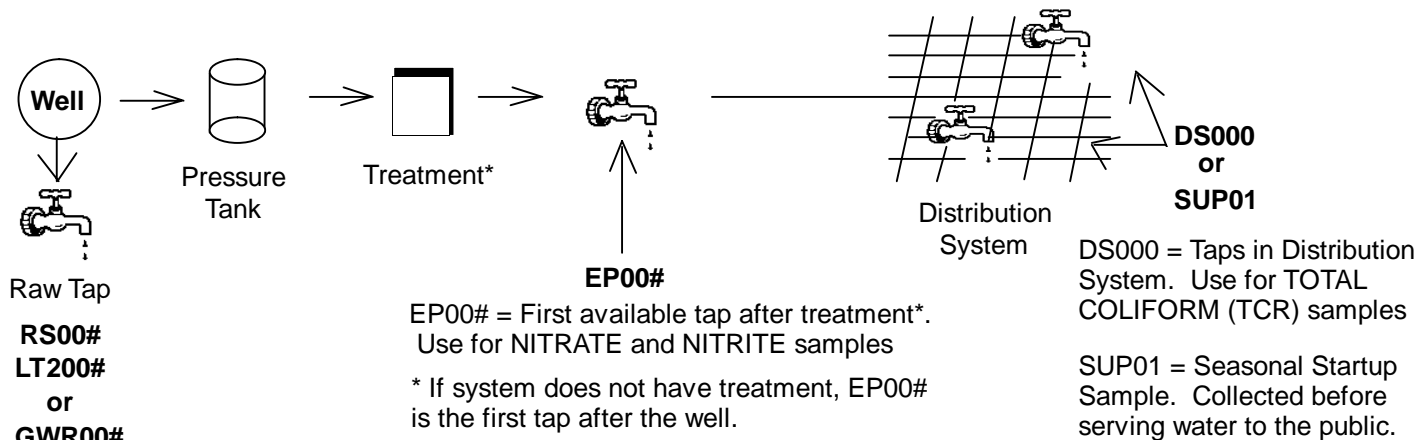 Well
Pressure
Tank
Treatment*
Raw Tap
RS00#
LT200#
or
GWR00#
EP00#
EP00# = First available tap after treatment*.
Use for NITRATE and NITRITE samples
* If system does not have treatment, EP00#
is the first tap after the well.
Distribution
System
DS000
or
SUP01
DS000 = Taps in Distribution
System. Use for TOTAL
COLIFORM (TCR) samples
SUP01 = Seasonal Startup
Sample. Collected before
serving water to the public.